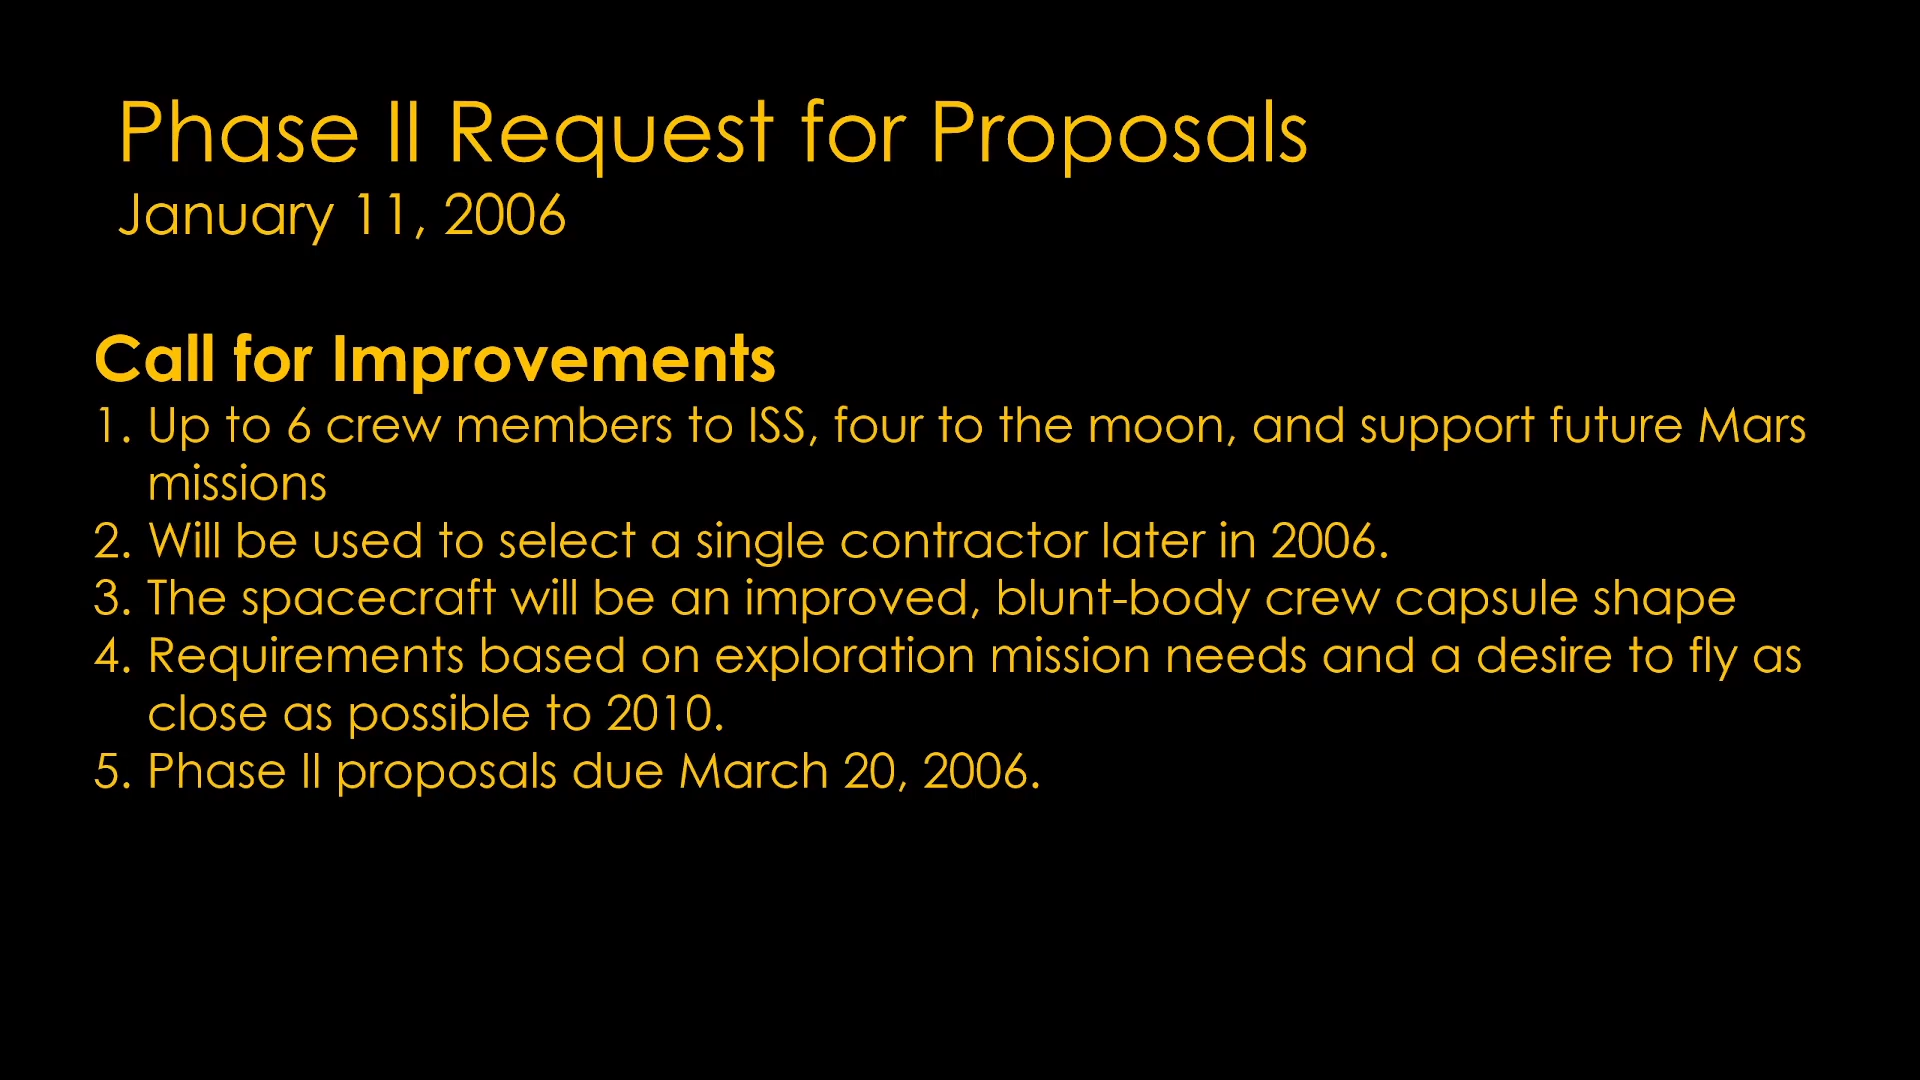 Phase II Request for Proposals
January 11, 2006
Call for Improvements
1. Up to 6 crew members to ISS, four to the moon, and support future Mars
missions
2. Will be used to select a single contractor later in 2006.
3. The spacecraft will be an improved, blunt-body crew capsule shape
4. Requirements based on exploration mission needs and a desire to fly as
close as possible to 2010.
5. Phase II proposals due March 20, 2006.